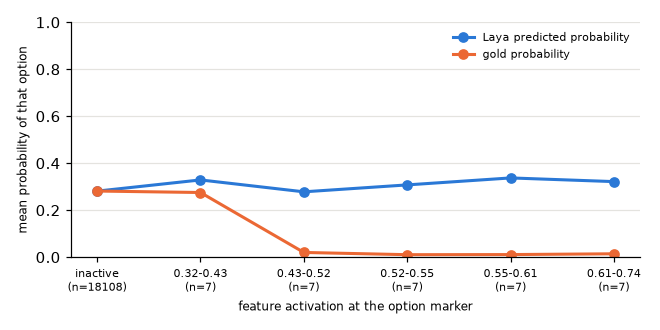 1.0
0.8
0.6
0.4
0.2
0.0
mean probability of that option
Laya predicted probability
gold probability
inactive
(n=18108)
0.32-0.43
(n=7)
0.43-0.52
(n=7)
0.52-0.55
(n=7)
0.55-0.61
(n=7)
0.61-0.74
(n=7)
feature activation at the option marker